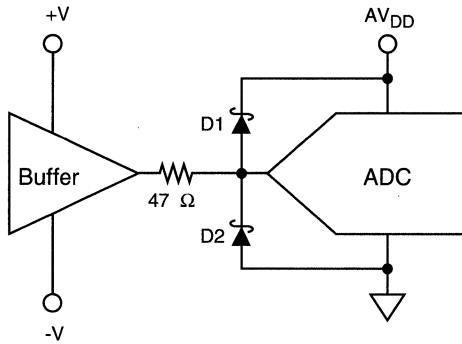 +V
AVDD
D1
Buffer
ADC
47 Ω
D2
-V